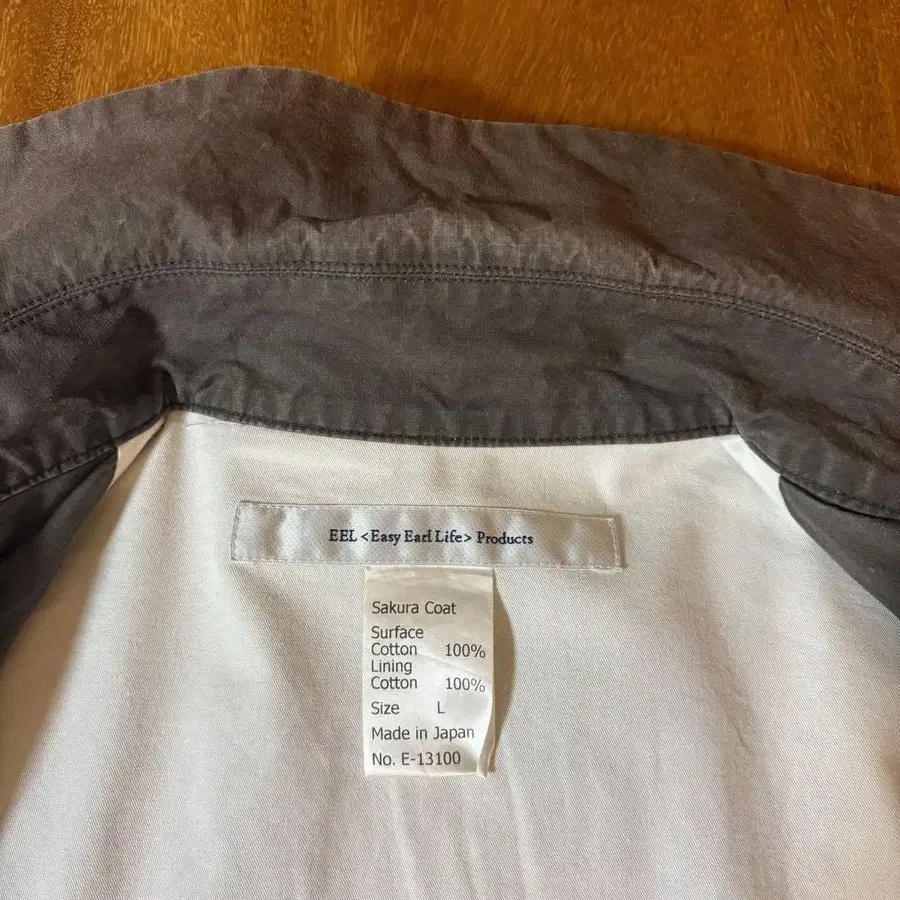 EEL <Easy Earl Life> Products
Sakura Coat
Surface
Cotton 100%
Lining
Cotton 100%
Size L
Made in Japan
No. E-13100